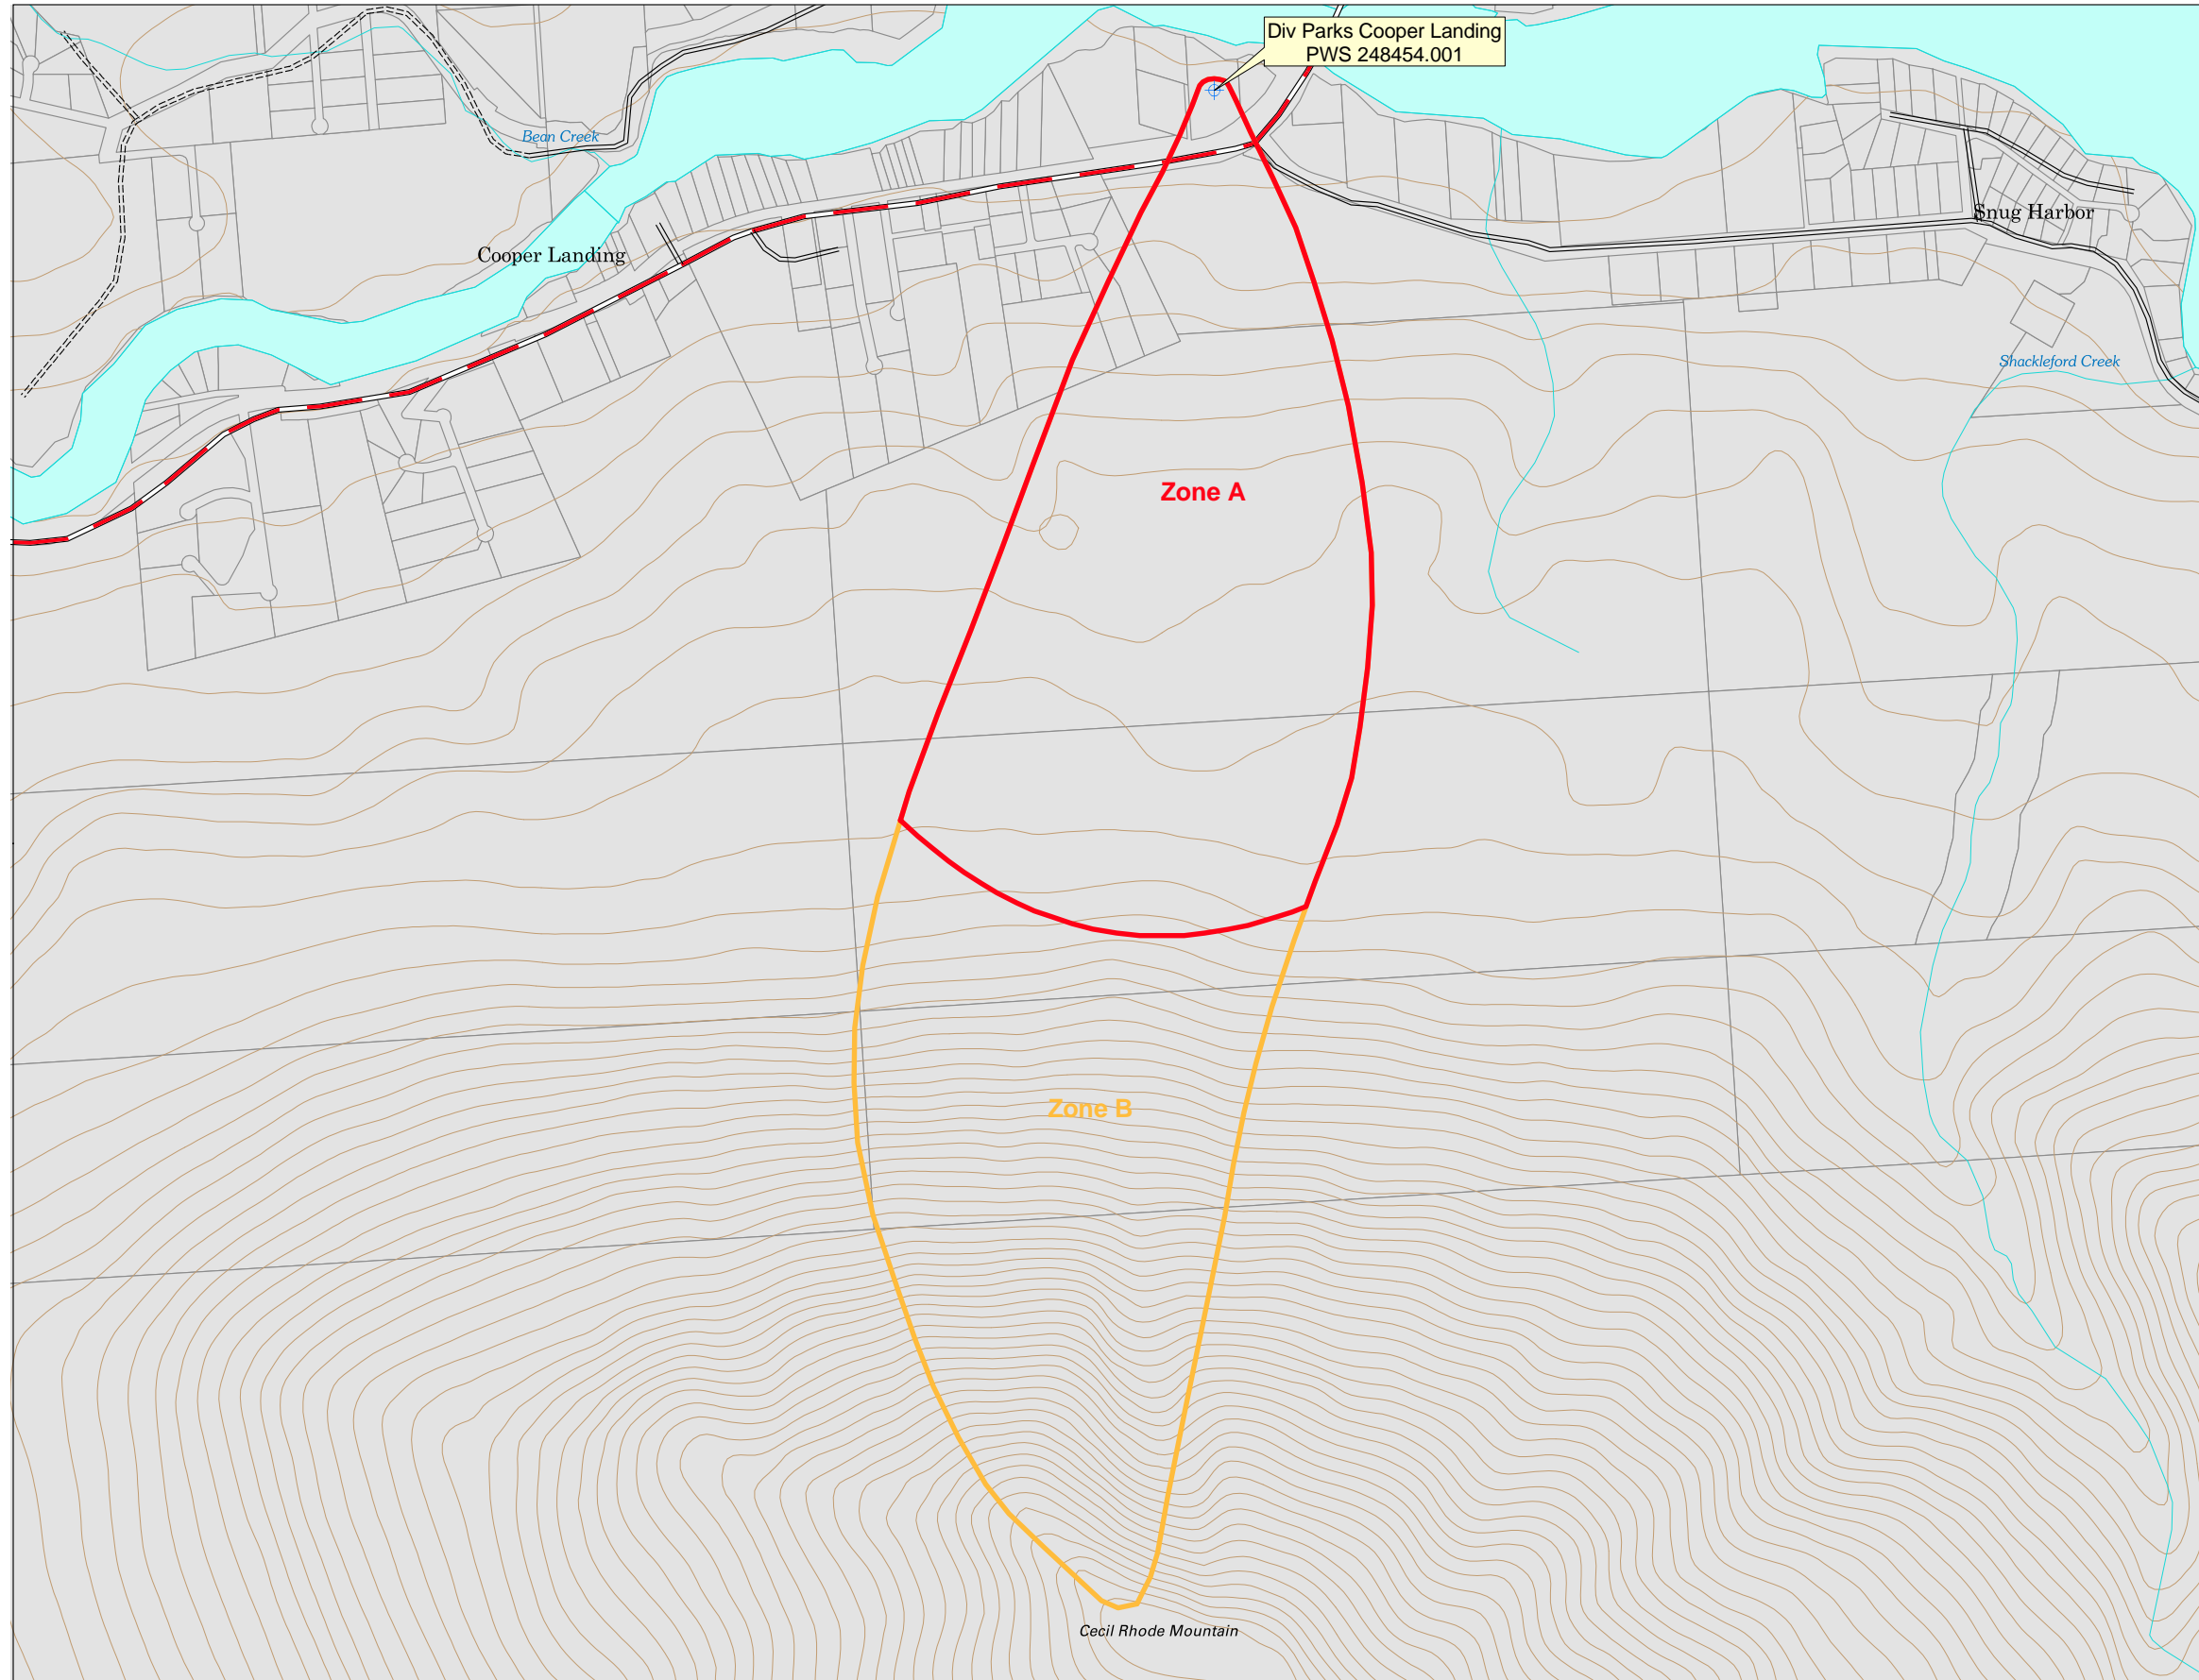 Div Parks Cooper Landing
PWS 248454.001
Bean Creek
Snug Harbor
Cooper Landing
Shackleford Creek
Zone A
Zone B
Cecil Rhode Mountain